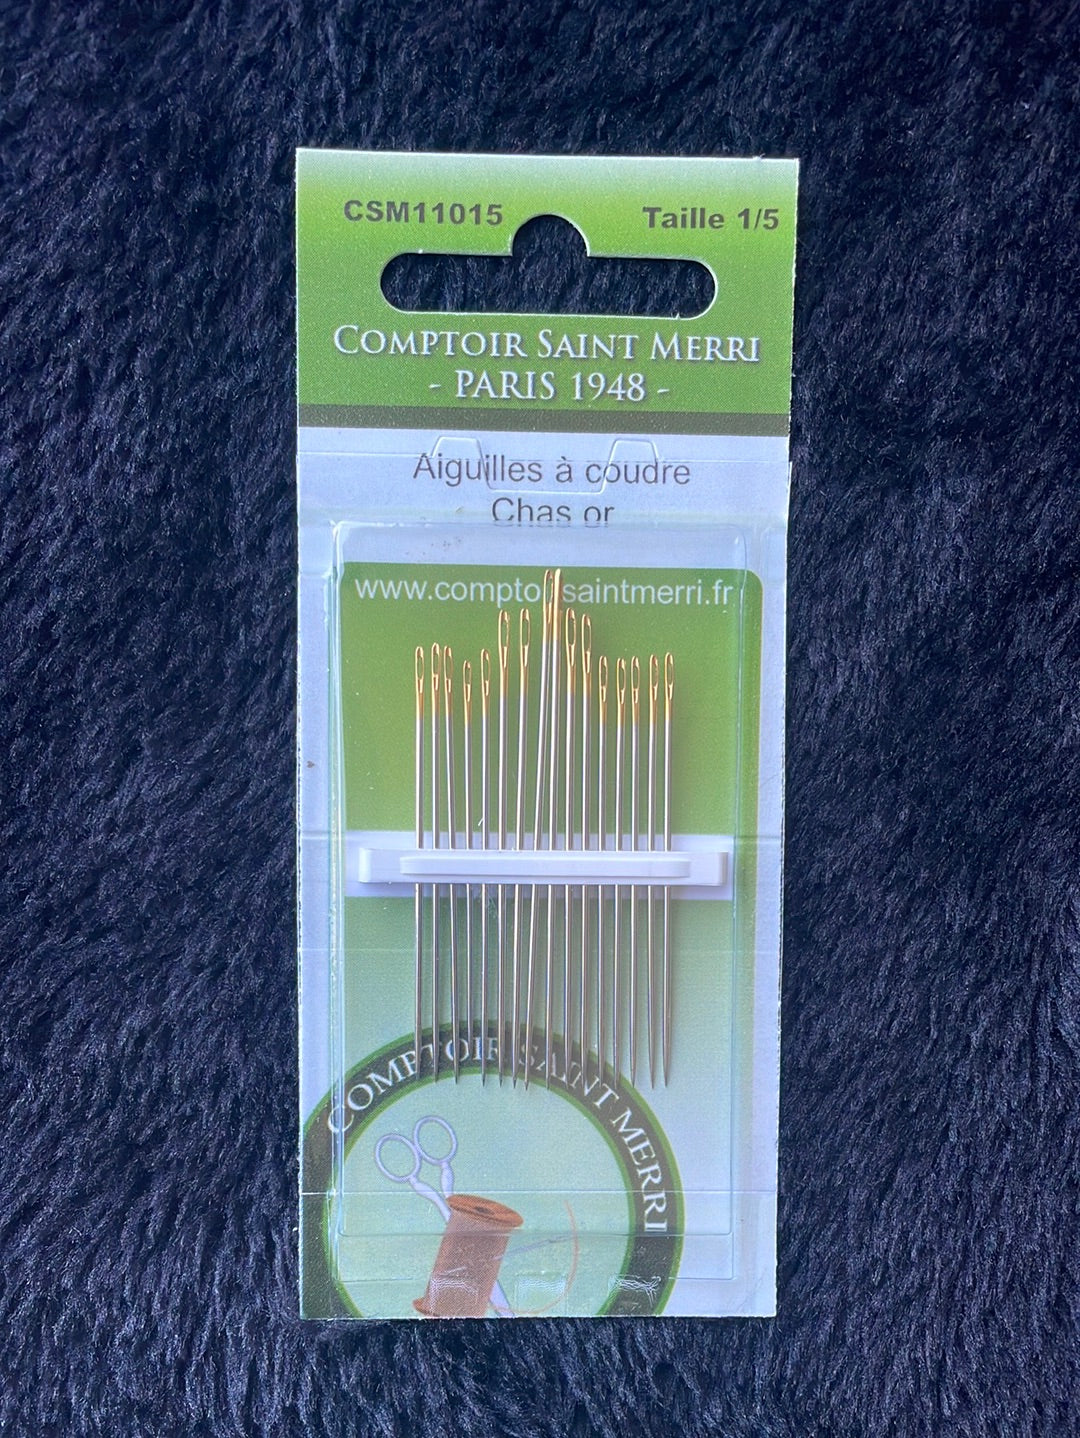 CSM11015 Taille 1/5
COMPTOIR SAINT MERRI
- PARIS 1948 -
Aiguilles à coudre
Chas or
www.comptoirsaintmerri.fr
COMPTOIR SAINT MERRI